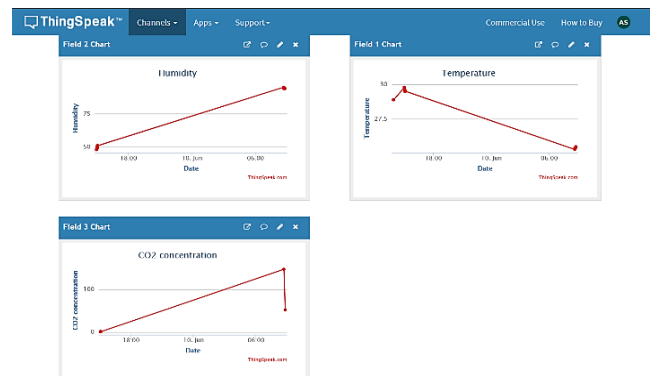 ThingSpeak™ Channels Apps Support Commercial Use How to Buy AS
Field 2 Chart
Humidity
Humidity
75
50
18:00 10. Jun 06:00
Date
ThingSpeak.com
Field 1 Chart
Temperature
Temperature
30
27.5
18:00 10. Jun 06:00
Date
ThingSpeak.com
Field 3 Chart
CO2 concentration
CO2 concentration
100
0
18:00 10. Jun 06:00
Date
ThingSpeak.com